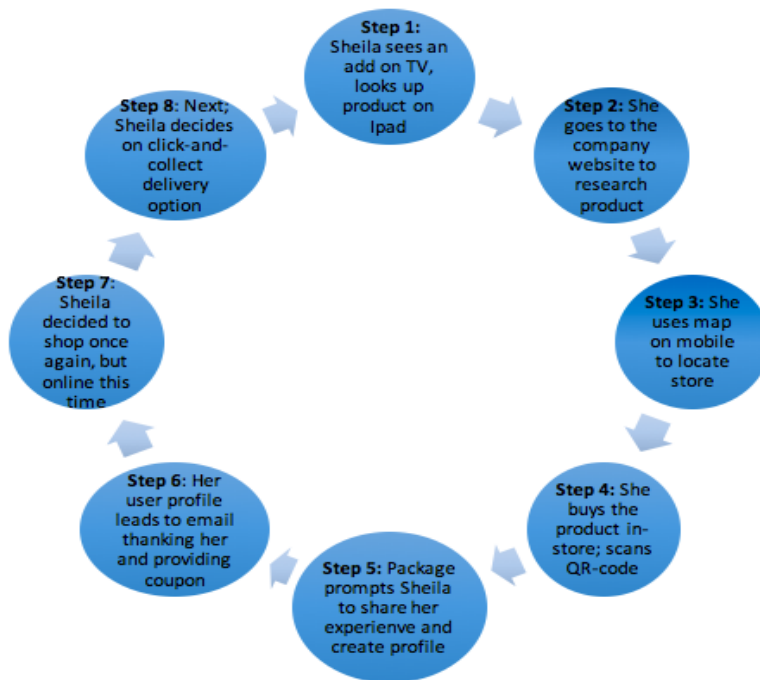 Step 1:
Sheila sees an
add on TV,
looks up
product on
Ipad
Step 2: She
goes to the
company
website to
research
product
Step 3: She
uses map
on mobile
to locate
store
Step 4: She
buys the
product in-
store; scans
QR-code
Step 5: Package
prompts Sheila
to share her
experienve and
create profile
Step 6: Her
user profile
leads to email
thanking her
and providing
coupon
Step 7:
Sheila
decided to
shop once
again, but
online this
time
Step 8: Next;
Sheila decides
on click-and-
collect
delivery
option